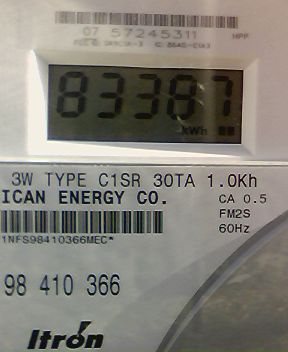 07 57245311 HPP
83387
kWh
3W TYPE C1SR 30TA 1.0Kh
ICAN ENERGY CO.
CA 0.5
FM2S
60Hz
1NFS98410366MEC*
98 410 366
Itron